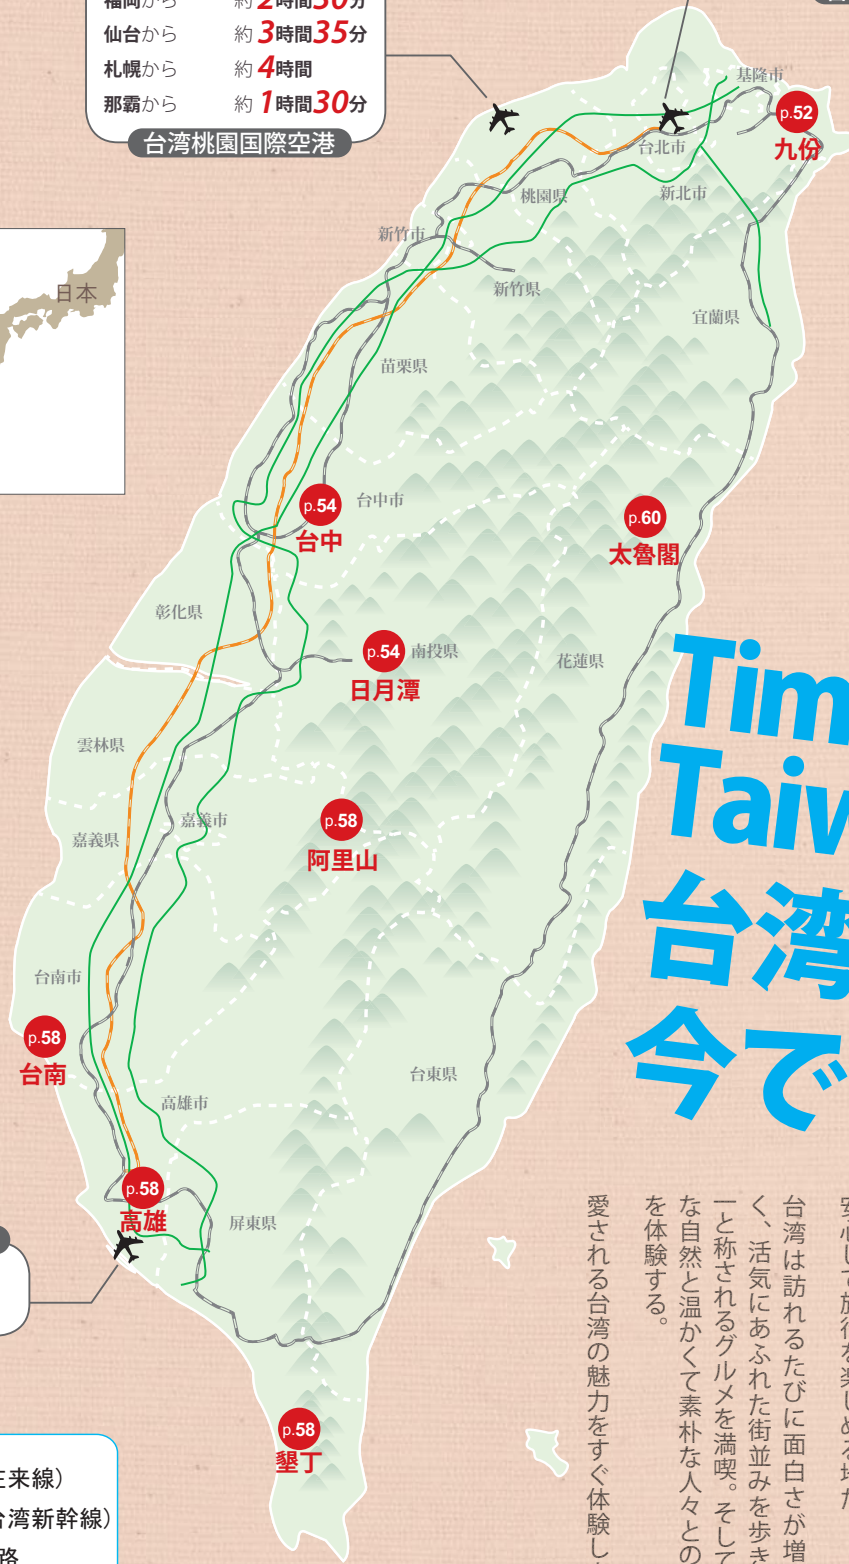 福岡から 約2時間30分
仙台から 約3時間35分
札幌から 約4時間
那覇から 約1時間30分
台湾桃園国際空港
日本
基隆市
p.52
九份
台北市
新北市
桃園県
新竹市
新竹県
宜蘭県
苗栗県
p.54
台中
台中市
p.60
太魯閣
彰化県
p.54
南投県
日月潭
花蓮県
雲林県
嘉義市
嘉義県
p.58
阿里山
台南市
p.58
台南
台東県
高雄市
p.58
高雄
屏東県
p.58
墾丁
Tim
Taiw
台湾
今で
安心して旅行を楽しめる場
台湾は訪れるたびに面白さが増
く、活気にあふれた街並みを歩き
一と称されるグルメを満喫。そして
な自然と温かくて素朴な人々との
を体験する。
愛される台湾の魅力をすぐ体験し
在来線）
台湾新幹線）
路